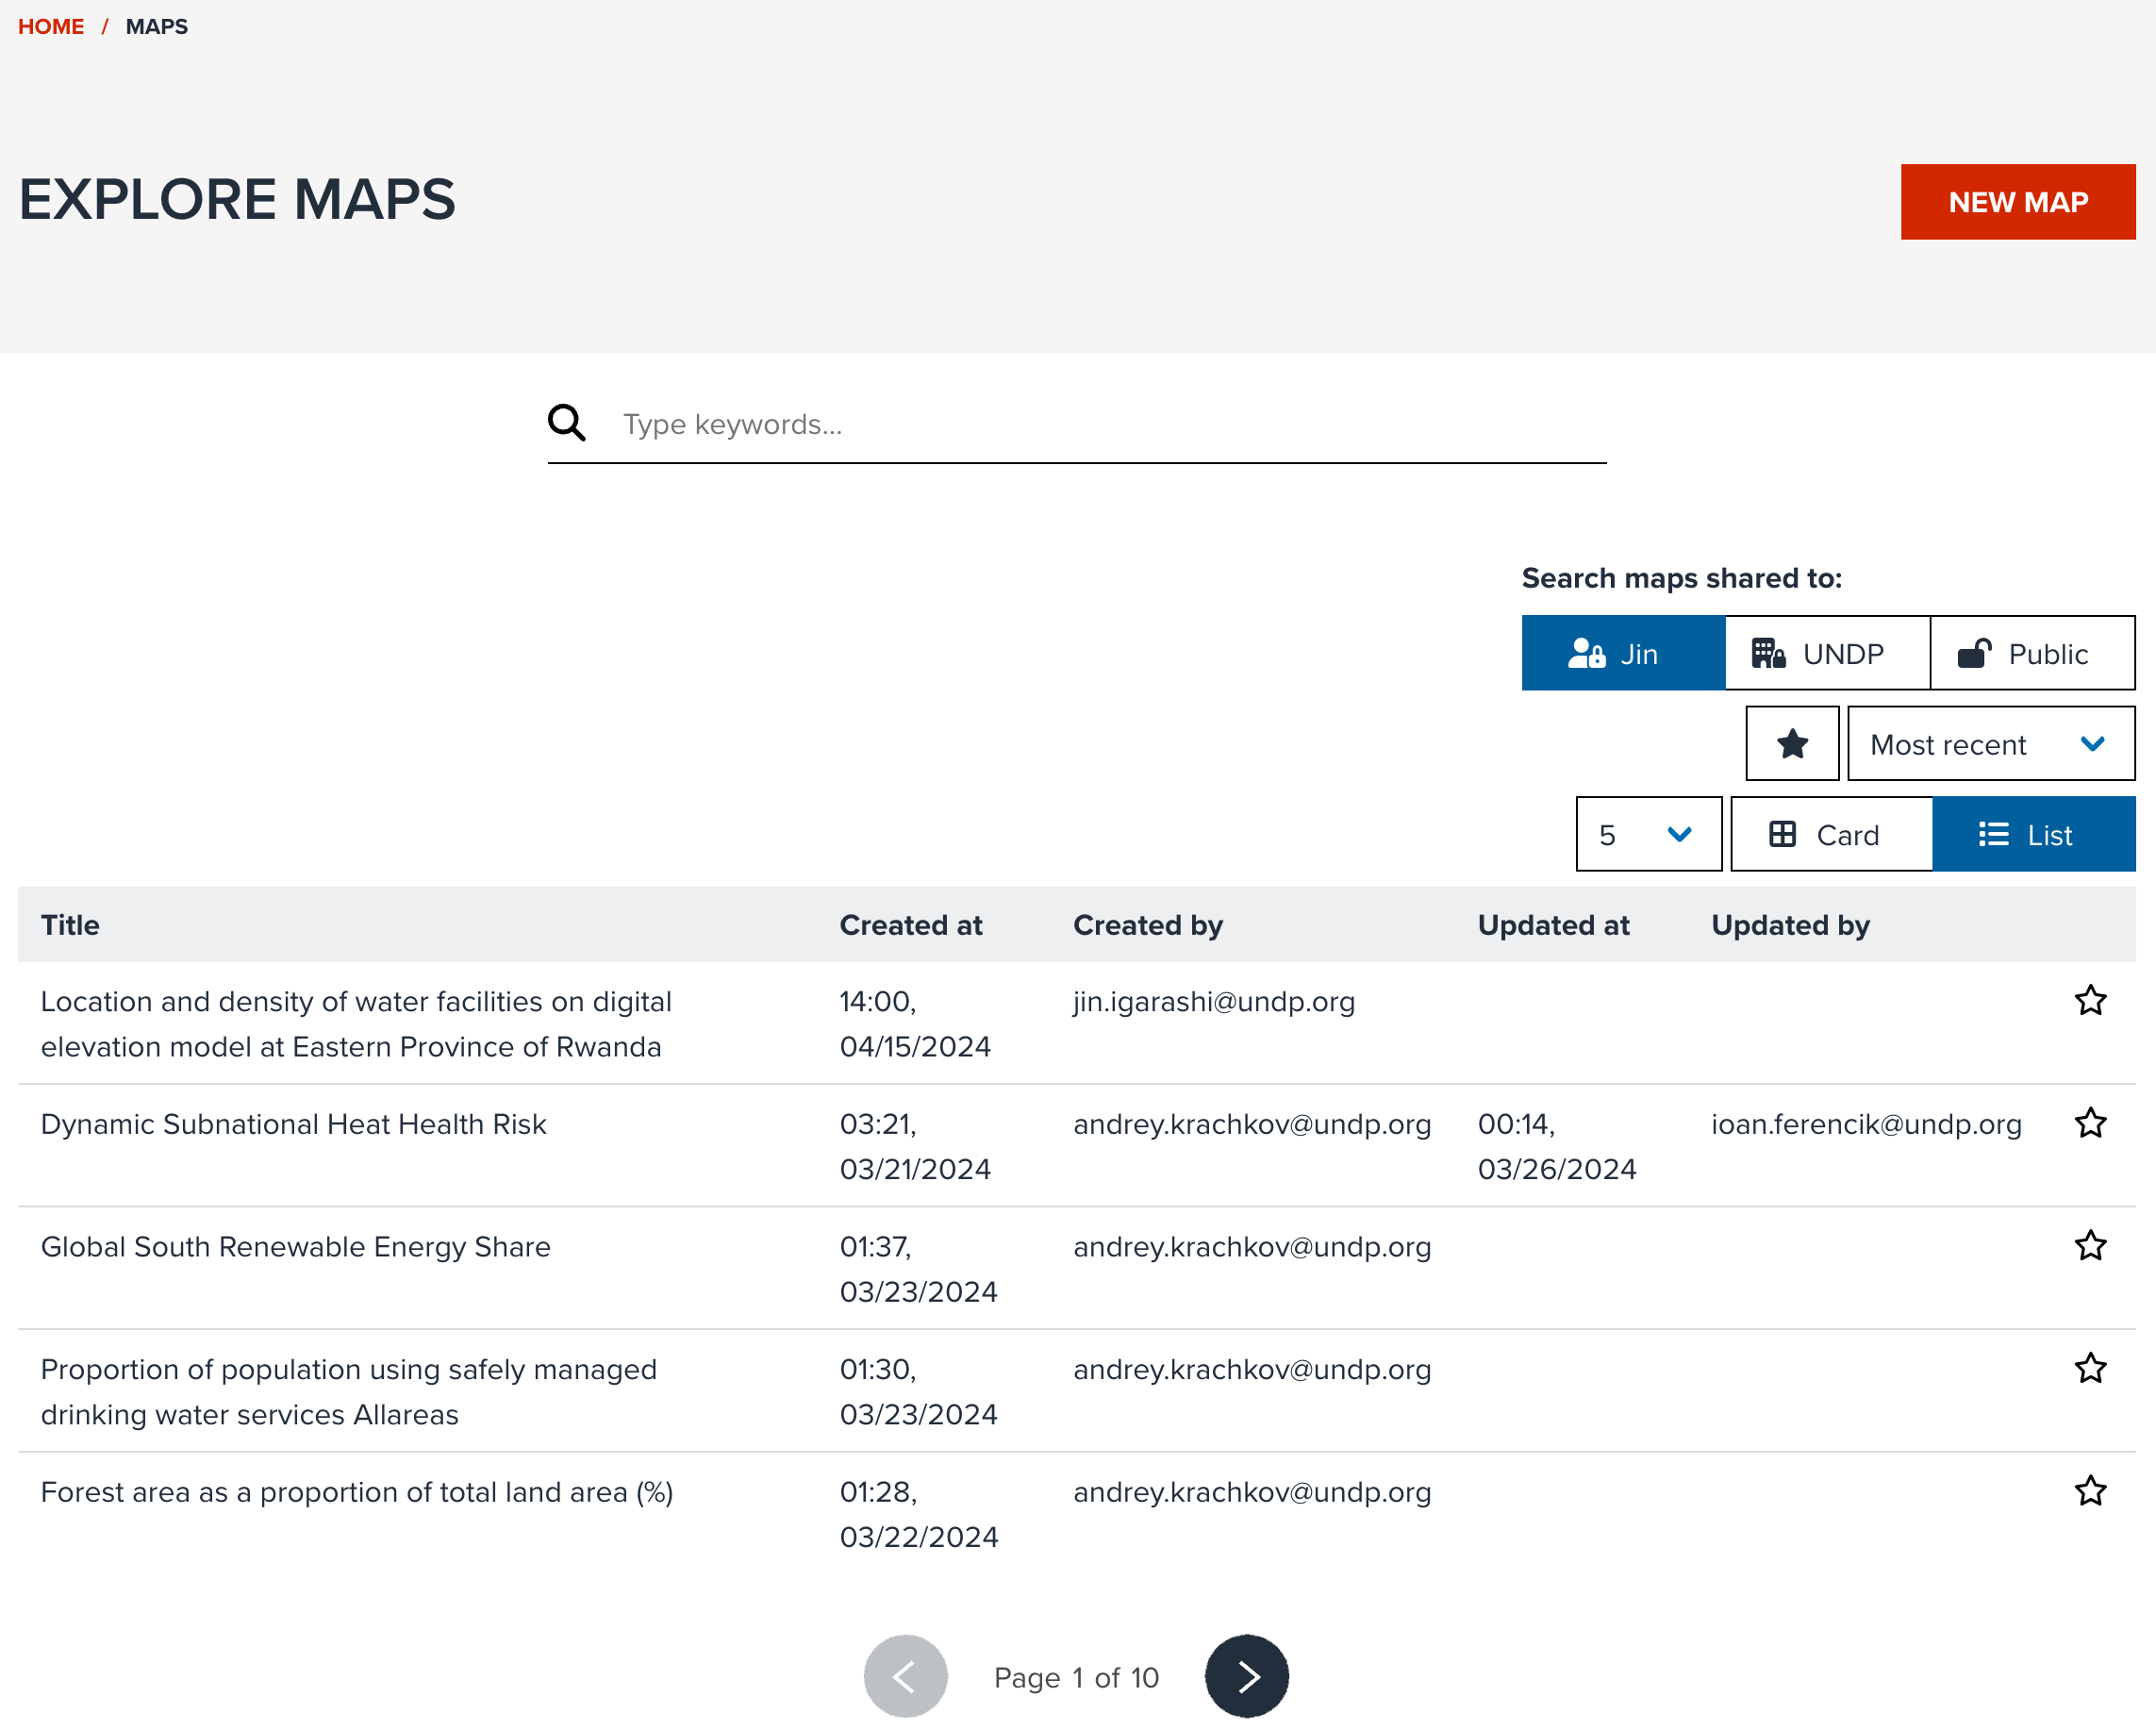 HOME / MAPS
EXPLORE MAPS
NEW MAP
Type keywords...
Search maps shared to:
Jin UNDP Public
Most recent
5 Card List
Title Created at Created by Updated at Updated by
Location and density of water facilities on digital 14:00, jin.igarashi@undp.org
elevation model at Eastern Province of Rwanda 04/15/2024
Dynamic Subnational Heat Health Risk 03:21, andrey.krachkov@undp.org 00:14, ioan.ferencik@undp.org
03/21/2024 03/26/2024
Global South Renewable Energy Share 01:37, andrey.krachkov@undp.org
03/23/2024
Proportion of population using safely managed 01:30, andrey.krachkov@undp.org
drinking water services Allareas 03/23/2024
Forest area as a proportion of total land area (%) 01:28, andrey.krachkov@undp.org
03/22/2024
Page 1 of 10